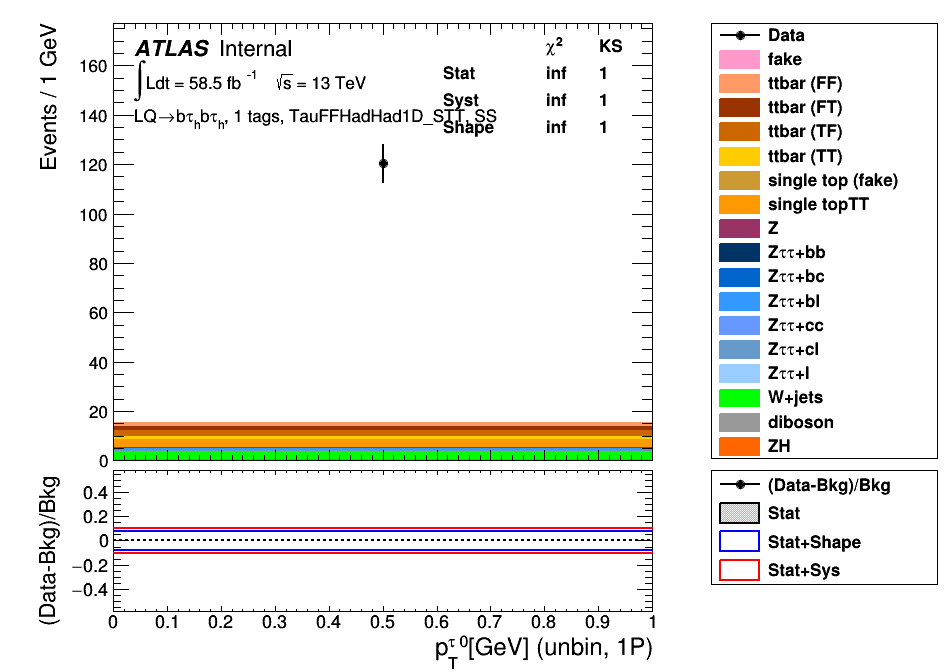 Events / 1 GeV
ATLAS Internal
∫Ldt = 58.5 fb⁻¹ √s = 13 TeV
LQ→bτₕbτₕ, 1 tags, TauFFHadHad1D_STT, SS
χ² KS
Stat inf 1
Syst inf 1
Shape inf 1
160
140
120
100
80
60
40
20
0
Data
fake
ttbar (FF)
ttbar (FT)
ttbar (TF)
ttbar (TT)
single top (fake)
single topTT
Z
Zττ+bb
Zττ+bc
Zττ+bl
Zττ+cc
Zττ+cl
Zττ+l
W+jets
diboson
ZH
(Data-Bkg)/Bkg
0.4
0.2
0
−0.2
−0.4
0 0.1 0.2 0.3 0.4 0.5 0.6 0.7 0.8 0.9 1
p_T^τ0[GeV] (unbin, 1P)
(Data-Bkg)/Bkg
Stat
Stat+Shape
Stat+Sys